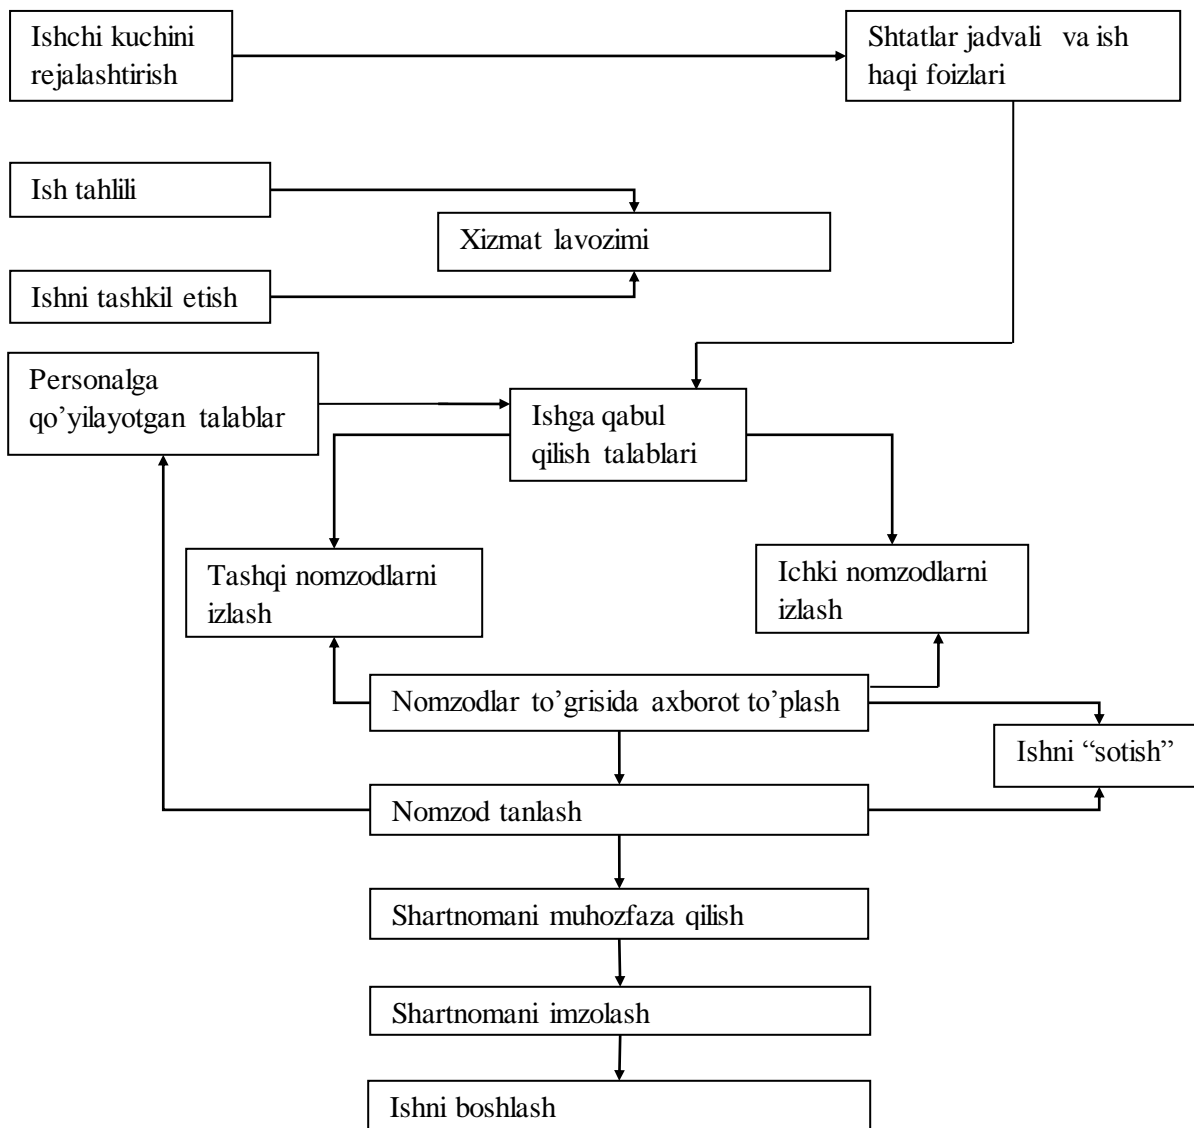 Ishchi kuchini
rejalashtirish
Shtatlar jadvali va ish
haqi foizlari
Ish tahlili
Xizmat lavozimi
Ishni tashkil etish
Personalga
qo’yilayotgan talablar
Ishga qabul
qilish talablari
Tashqi nomzodlarni
izlash
Ichki nomzodlarni
izlash
Nomzodlar to’grisida axborot to’plash
Ishni “sotish”
Nomzod tanlash
Shartnomani muhozfaza qilish
Shartnomani imzolash
Ishni boshlash